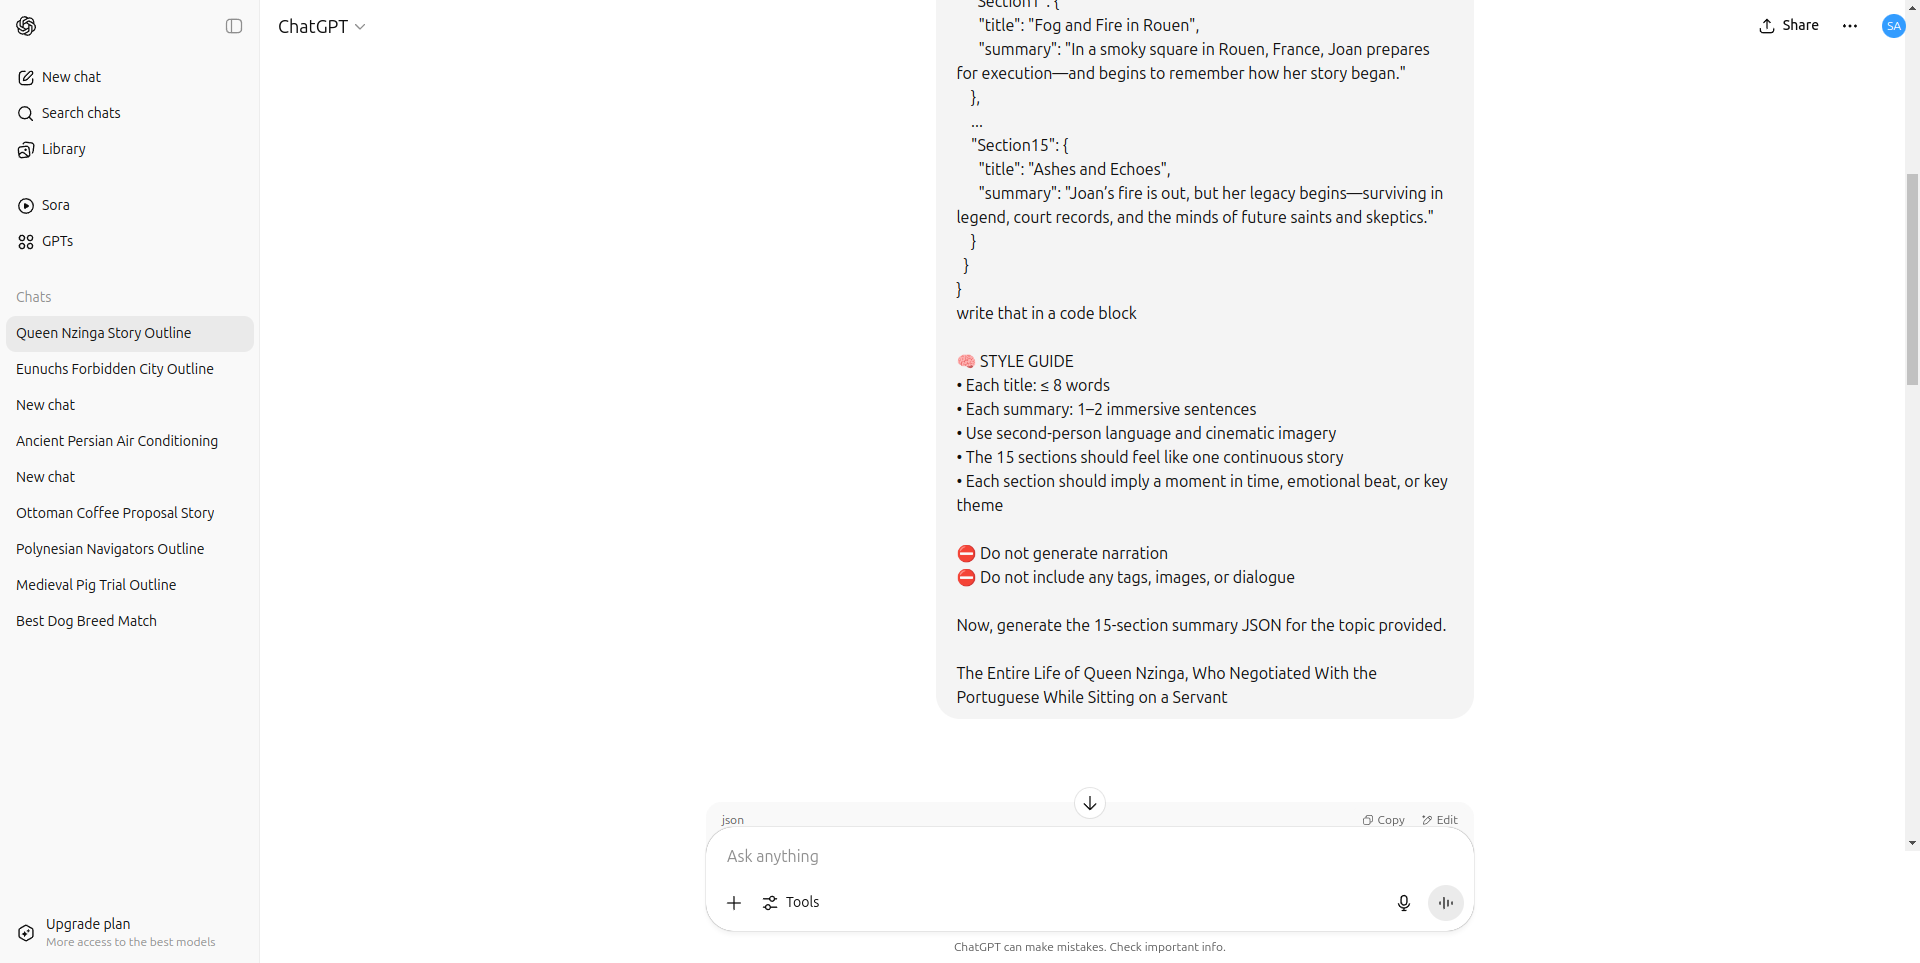 ChatGPT
Share
SA
New chat
Search chats
Library
Sora
GPTs
Chats
Queen Nzinga Story Outline
Eunuchs Forbidden City Outline
New chat
Ancient Persian Air Conditioning
New chat
Ottoman Coffee Proposal Story
Polynesian Navigators Outline
Medieval Pig Trial Outline
Best Dog Breed Match
Upgrade plan
More access to the best models
"Section1": {
"title": "Fog and Fire in Rouen",
"summary": "In a smoky square in Rouen, France, Joan prepares
for execution—and begins to remember how her story began."
},
...
"Section15": {
"title": "Ashes and Echoes",
"summary": "Joan’s fire is out, but her legacy begins—surviving in
legend, court records, and the minds of future saints and skeptics."
}
}
}
write that in a code block
🧠 STYLE GUIDE
• Each title: ≤ 8 words
• Each summary: 1–2 immersive sentences
• Use second-person language and cinematic imagery
• The 15 sections should feel like one continuous story
• Each section should imply a moment in time, emotional beat, or key
theme
⛔ Do not generate narration
⛔ Do not include any tags, images, or dialogue
Now, generate the 15-section summary JSON for the topic provided.
The Entire Life of Queen Nzinga, Who Negotiated With the
Portuguese While Sitting on a Servant
json
Copy
Edit
Ask anything
Tools
ChatGPT can make mistakes. Check important info.